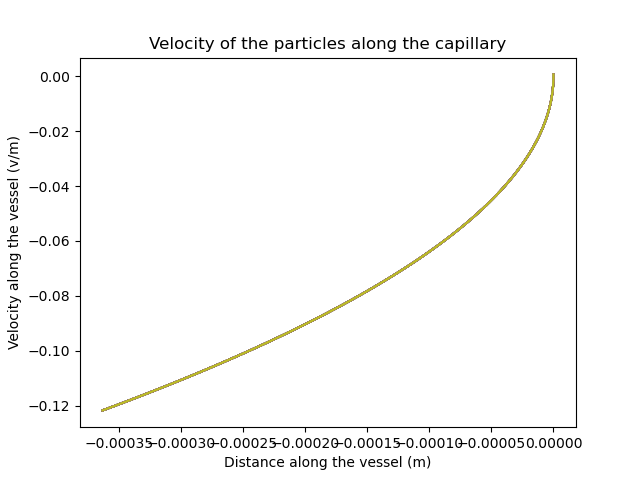 Velocity of the particles along the capillary
0.00
−0.02
−0.04
−0.06
−0.08
−0.10
−0.12
Velocity along the vessel (v/m)
−0.00035 −0.00030 −0.00025 −0.00020 −0.00015 −0.00010 −0.00005 0.00000
Distance along the vessel (m)